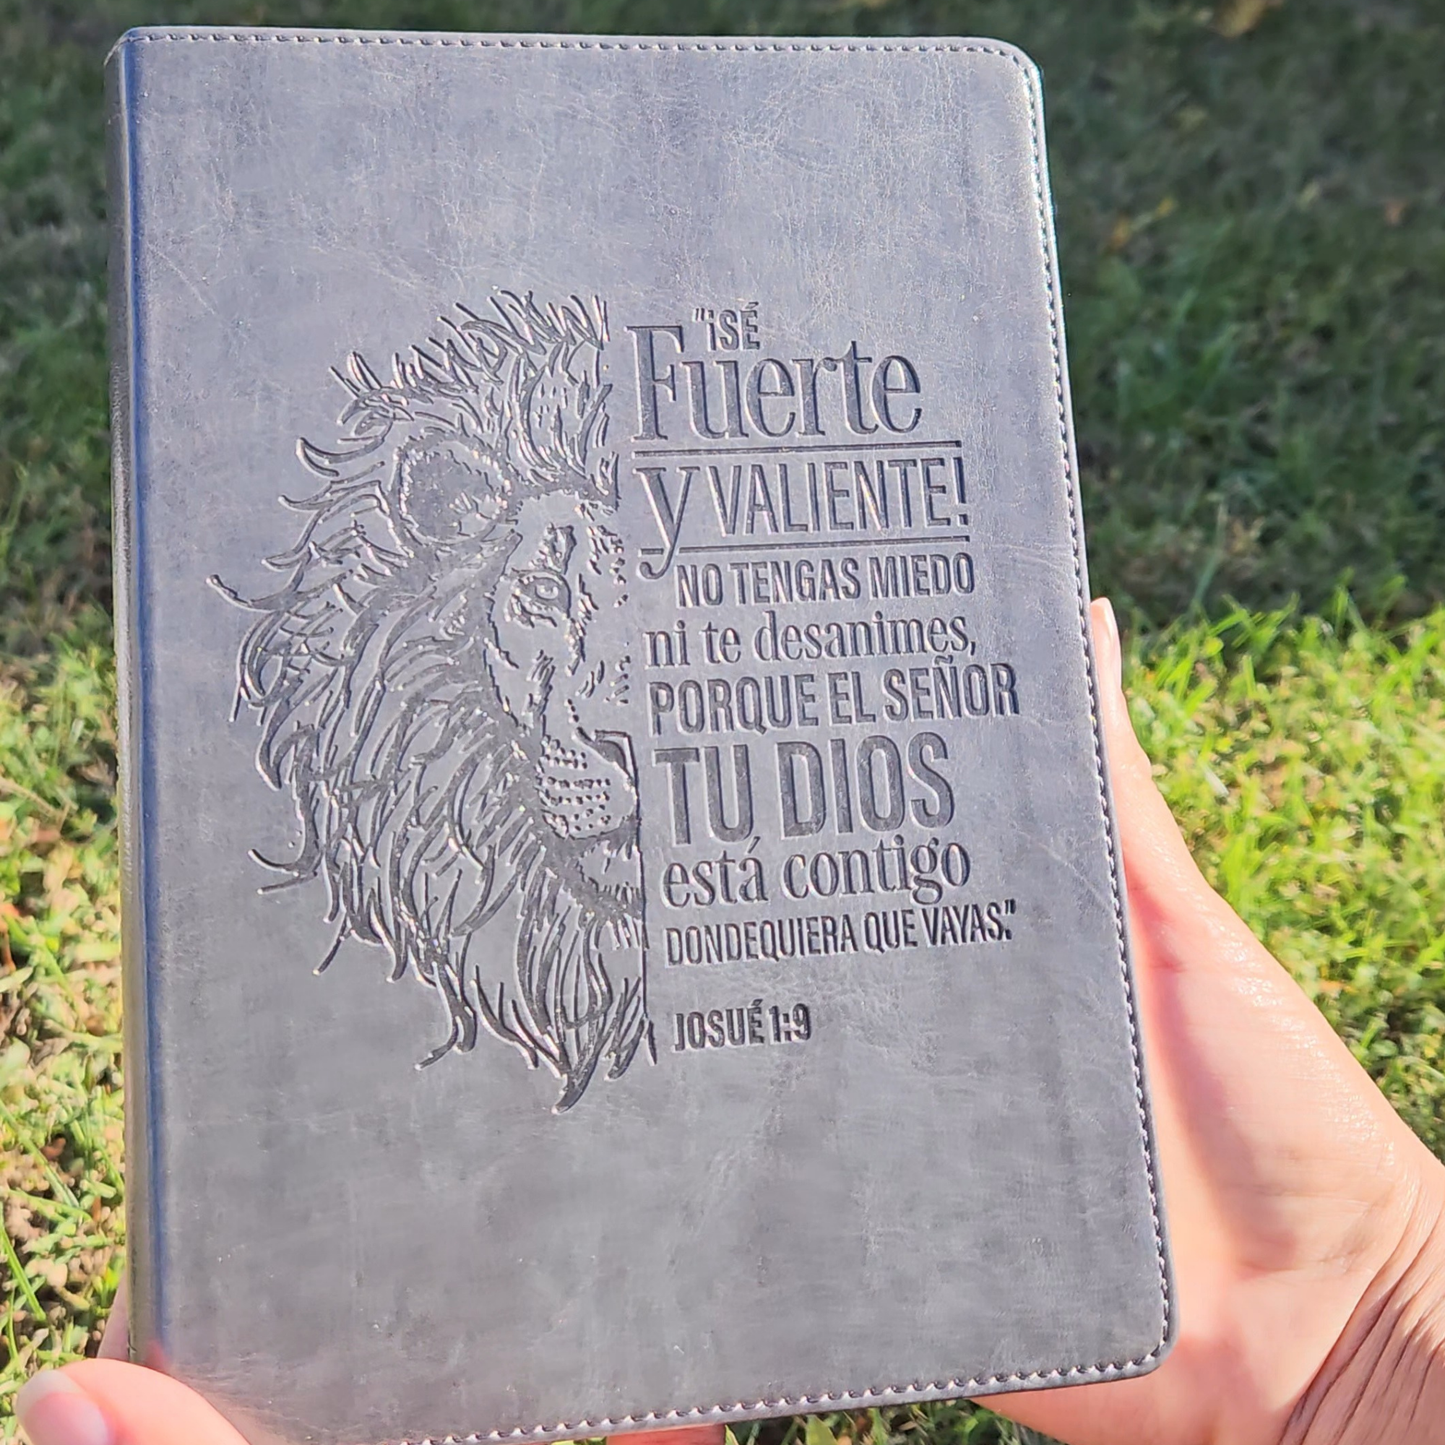 "¡SÉ
Fuerte
y VALIENTE!
NO TENGAS MIEDO
ni te desanimes,
PORQUE EL SEÑOR
TU DIOS
está contigo
DONDEQUIERA QUE VAYAS."
JOSUÉ 1:9